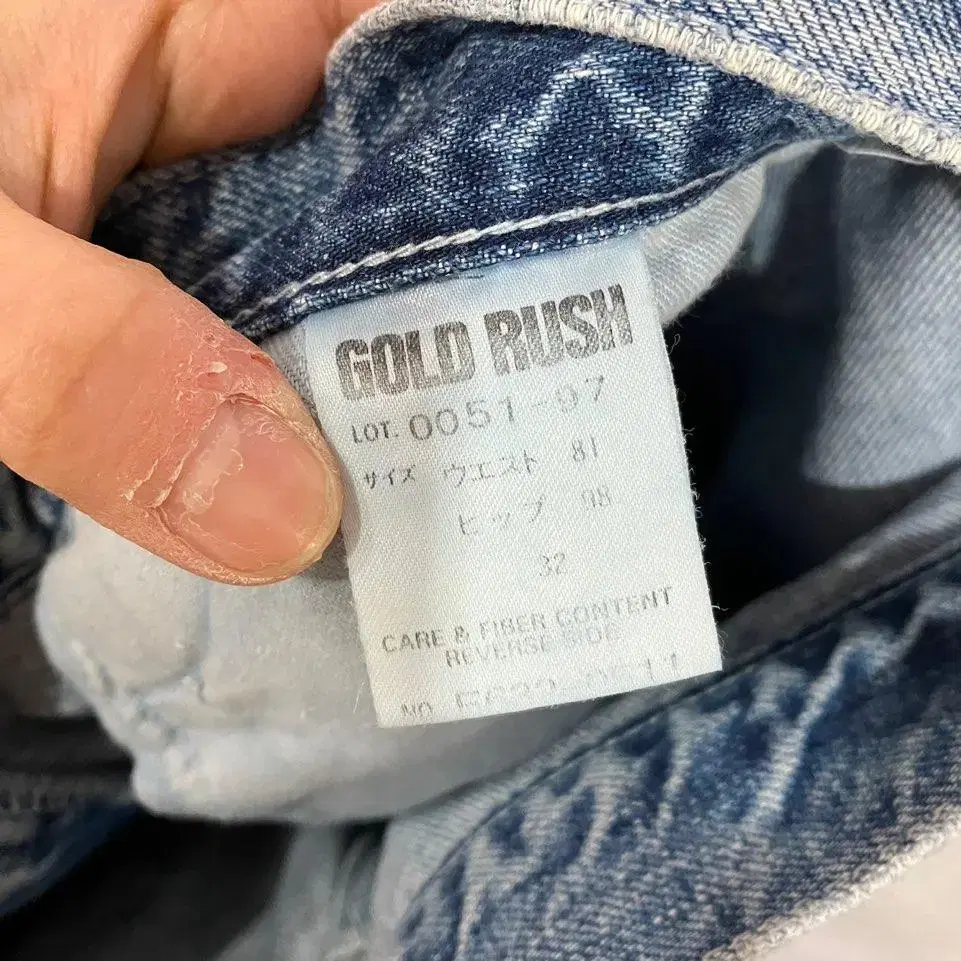 GOLD RUSH
LOT. 0051-97
サイズ ウエスト 81
ヒップ 98
32
CARE & FIBER CONTENT
REVERSE SIDE
NO.